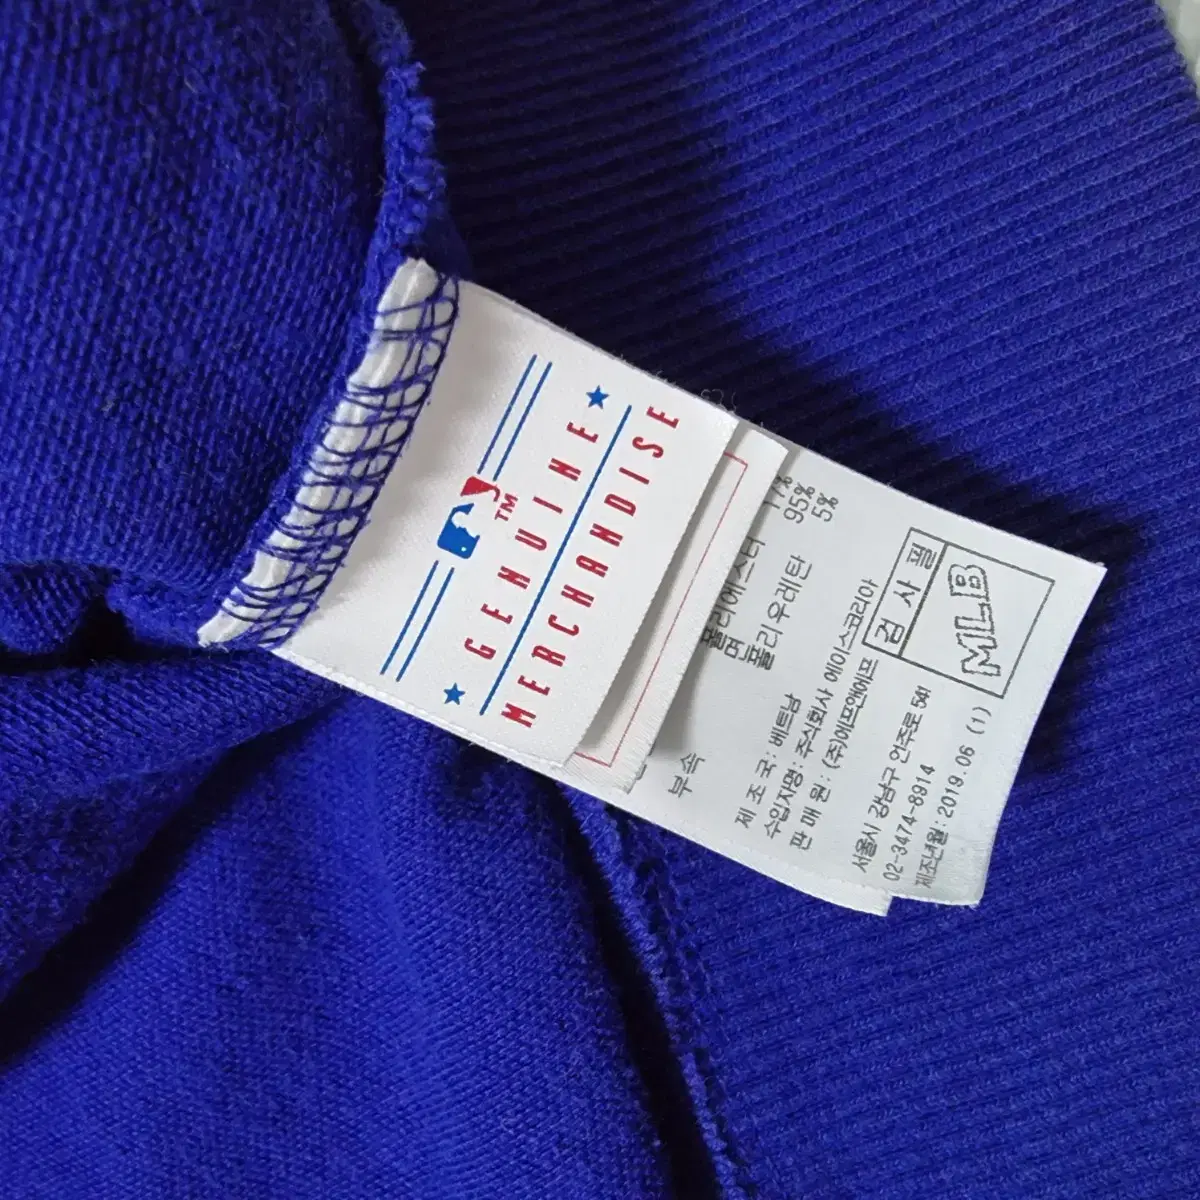 TM
GENUINE
MERCHANDISE
폴리에스터 17%
면 95%
폴리우레탄 5%
부속
제 조 국 : 베트남
수입자명 : 주식회사 에이스코리아
판 매 원 : (주)에프앤에프
서울시 강남구 언주로 541
02-3474-8914
제조년월 : 2019.06 (1)
검 사 필
MLB